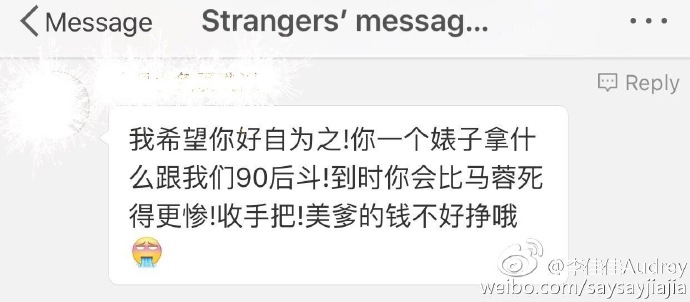 Message
Strangers’ messag...
Reply
我希望你好自为之!你一个婊子拿什
么跟我们90后斗!到时你会比马蓉死
得更惨!收手把!美爹的钱不好挣哦
@李佳佳Audrey
weibo.com/saysayjiajia